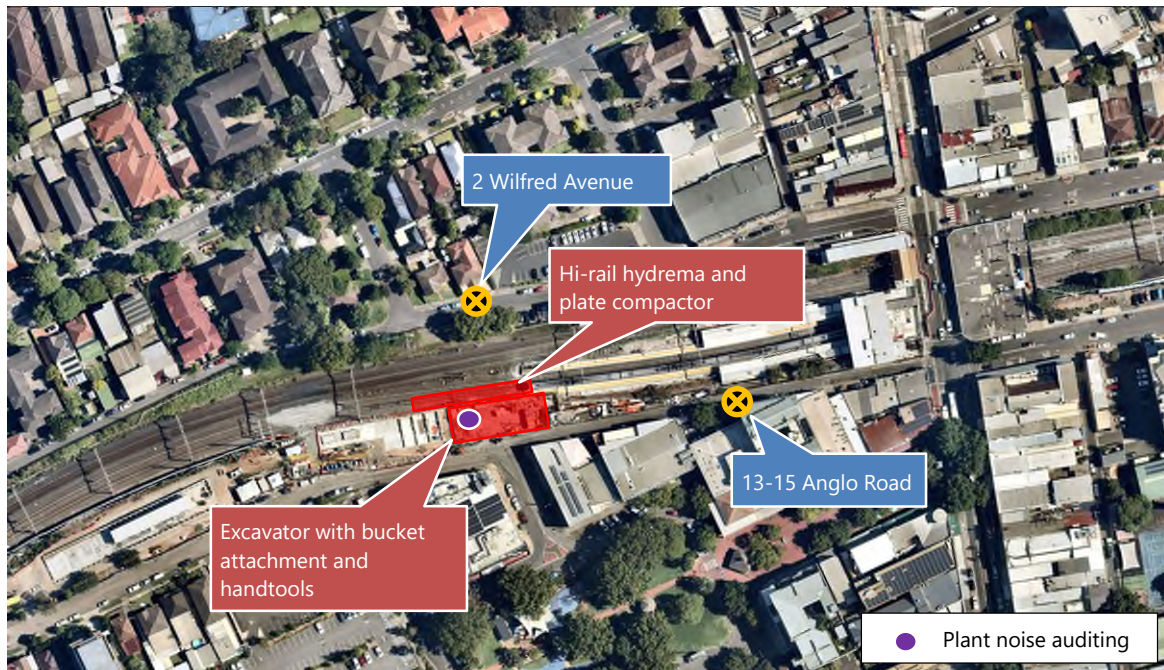 2 Wilfred Avenue
Hi-rail hydrema and
plate compactor
13-15 Anglo Road
Excavator with bucket
attachment and
handtools
Plant noise auditing